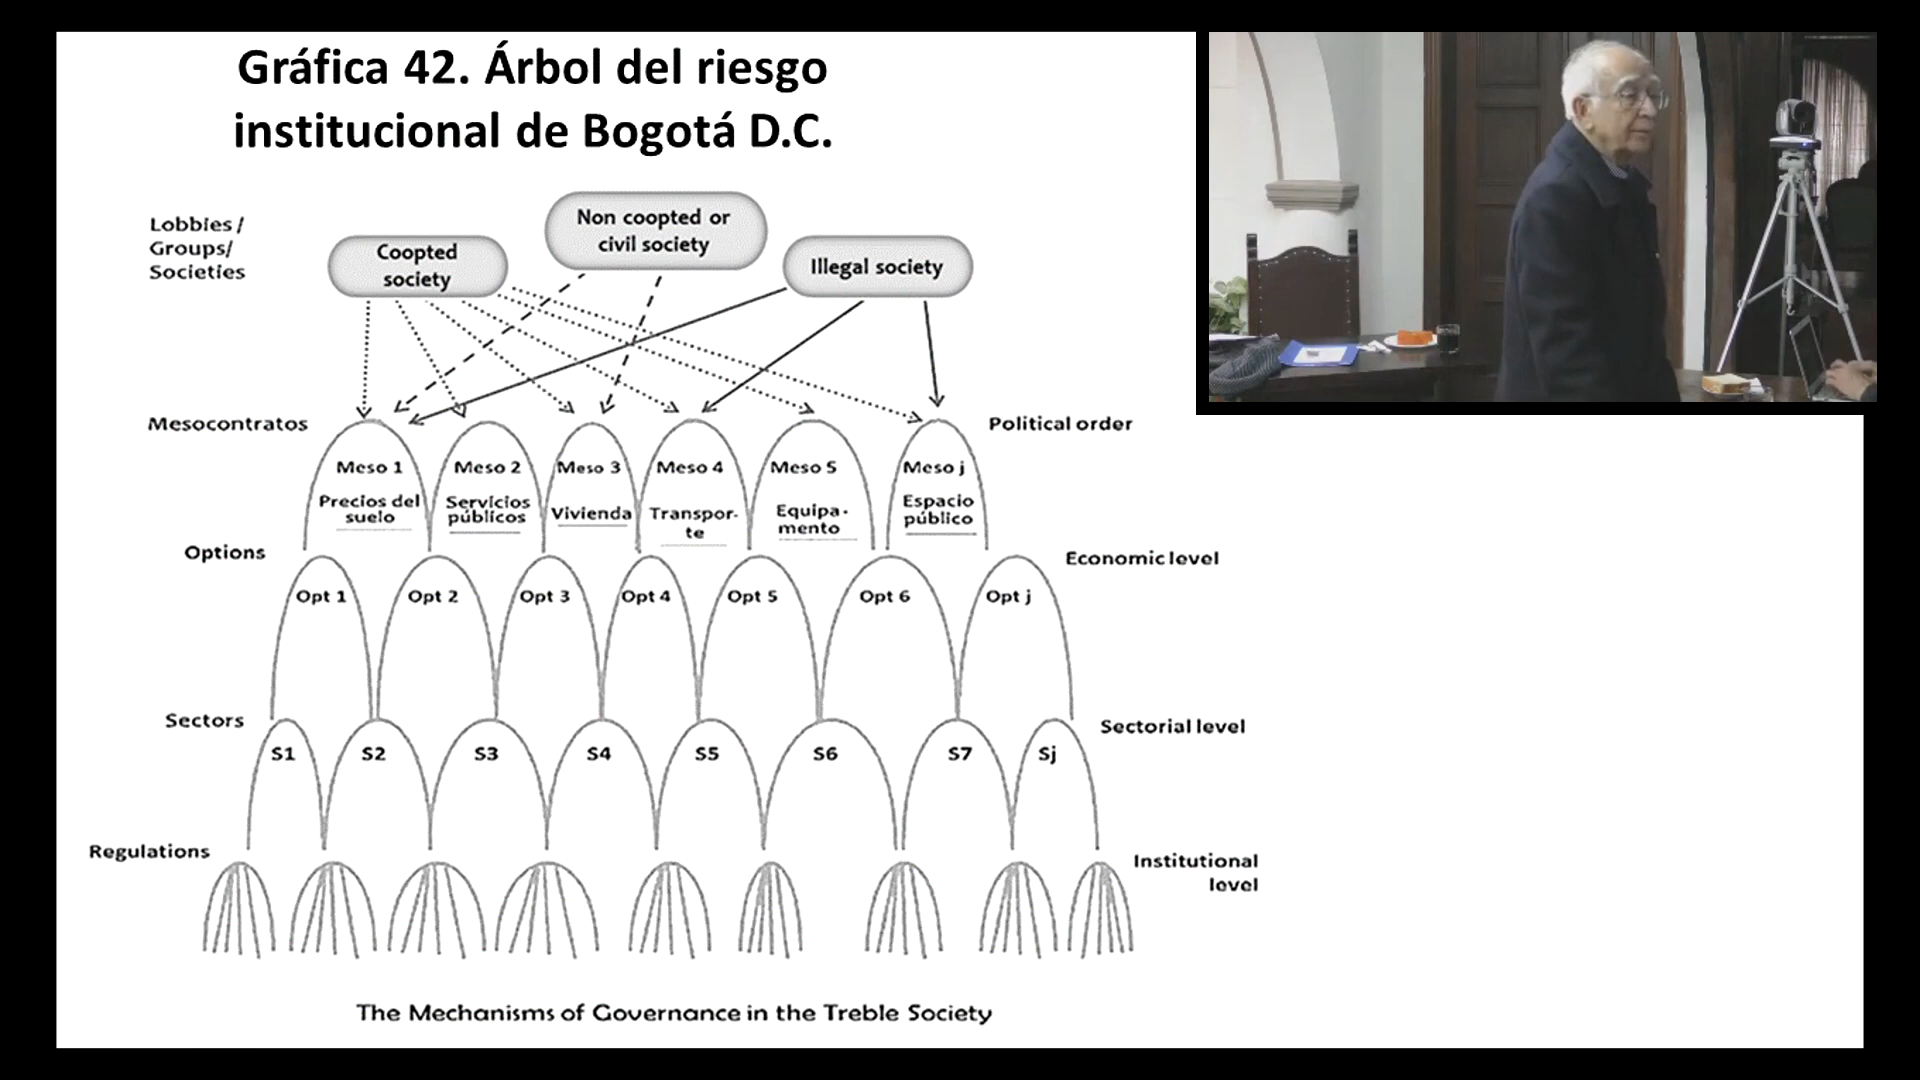 Gráfica 42. Árbol del riesgo
institucional de Bogotá D.C.
Lobbies /
Groups/
Societies
Coopted
society
Non coopted or
civil society
Illegal society
Mesocontratos
Political order
Meso 1
Precios del
suelo
Meso 2
Servicios
públicos
Meso 3
Vivienda
Meso 4
Transpor-
te
Meso 5
Equipa-
mento
Meso j
Espacio
público
Options
Economic level
Opt 1
Opt 2
Opt 3
Opt 4
Opt 5
Opt 6
Opt j
Sectors
Sectorial level
S1
S2
S3
S4
S5
S6
S7
Sj
Regulations
Institutional
level
The Mechanisms of Governance in the Treble Society